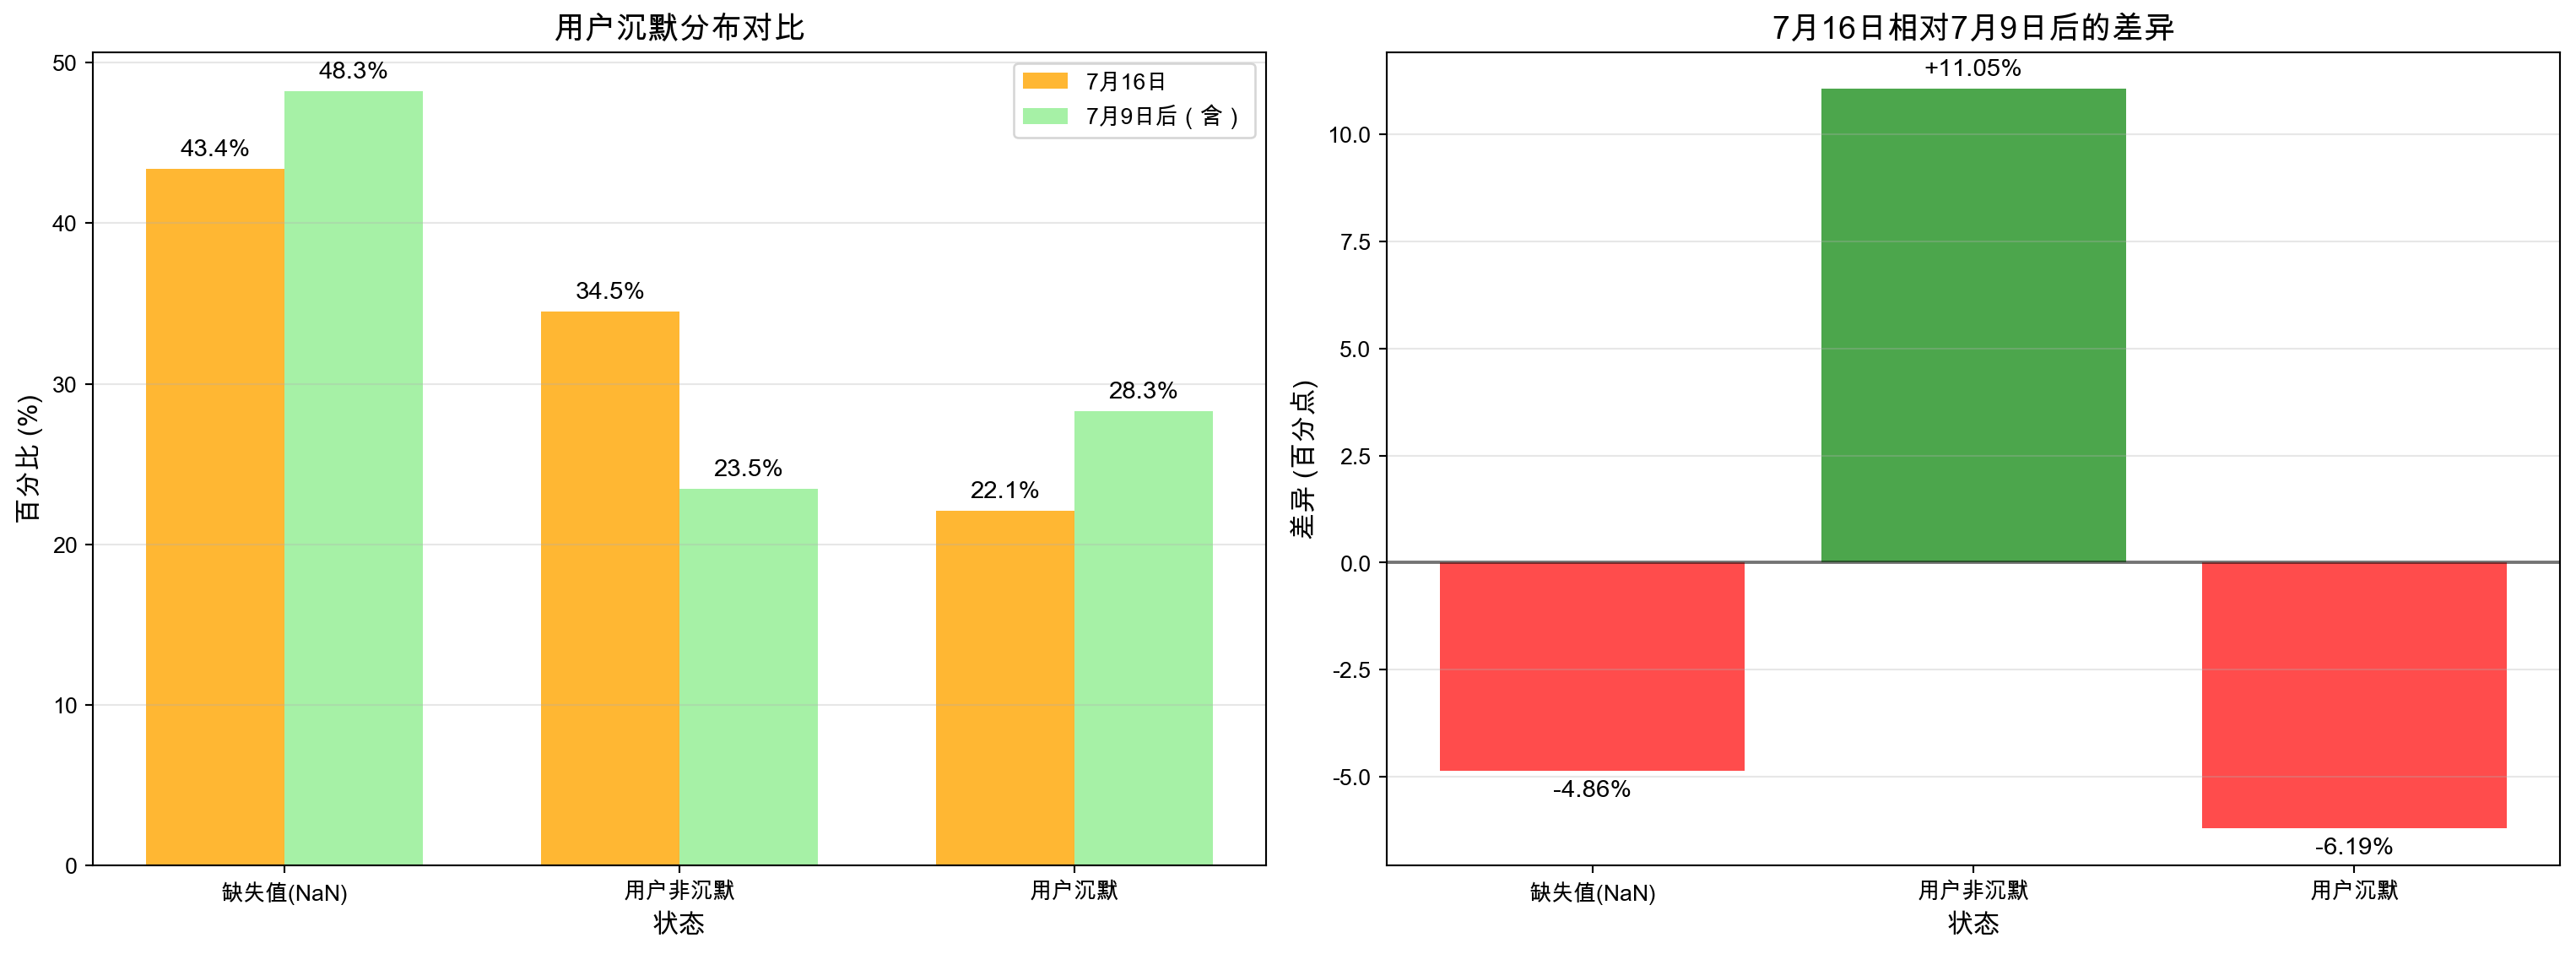 用户沉默分布对比
50
40
30
20
10
0
百分比 (%)
43.4%
48.3%
34.5%
23.5%
22.1%
28.3%
7月16日
7月9日后（含）
缺失值(NaN)
用户非沉默
用户沉默
状态
7月16日相对7月9日后的差异
10.0
7.5
5.0
2.5
0.0
-2.5
-5.0
差异 (百分点)
-4.86%
+11.05%
-6.19%
缺失值(NaN)
用户非沉默
用户沉默
状态